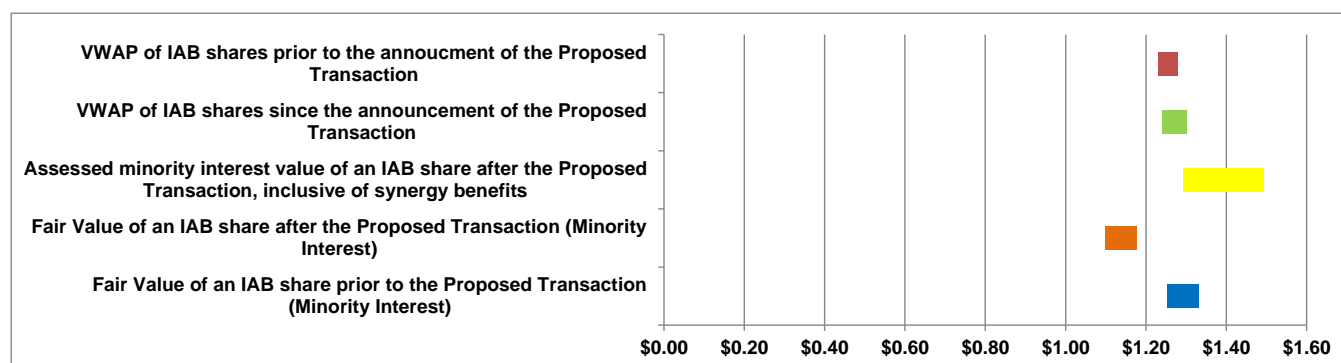 VWAP of IAB shares prior to the annoucment of the Proposed
Transaction
VWAP of IAB shares since the announcement of the Proposed
Transaction
Assessed minority interest value of an IAB share after the Proposed
Transaction, inclusive of synergy benefits
Fair Value of an IAB share after the Proposed Transaction (Minority
Interest)
Fair Value of an IAB share prior to the Proposed Transaction
(Minority Interest)
$0.00 $0.20 $0.40 $0.60 $0.80 $1.00 $1.20 $1.40 $1.60